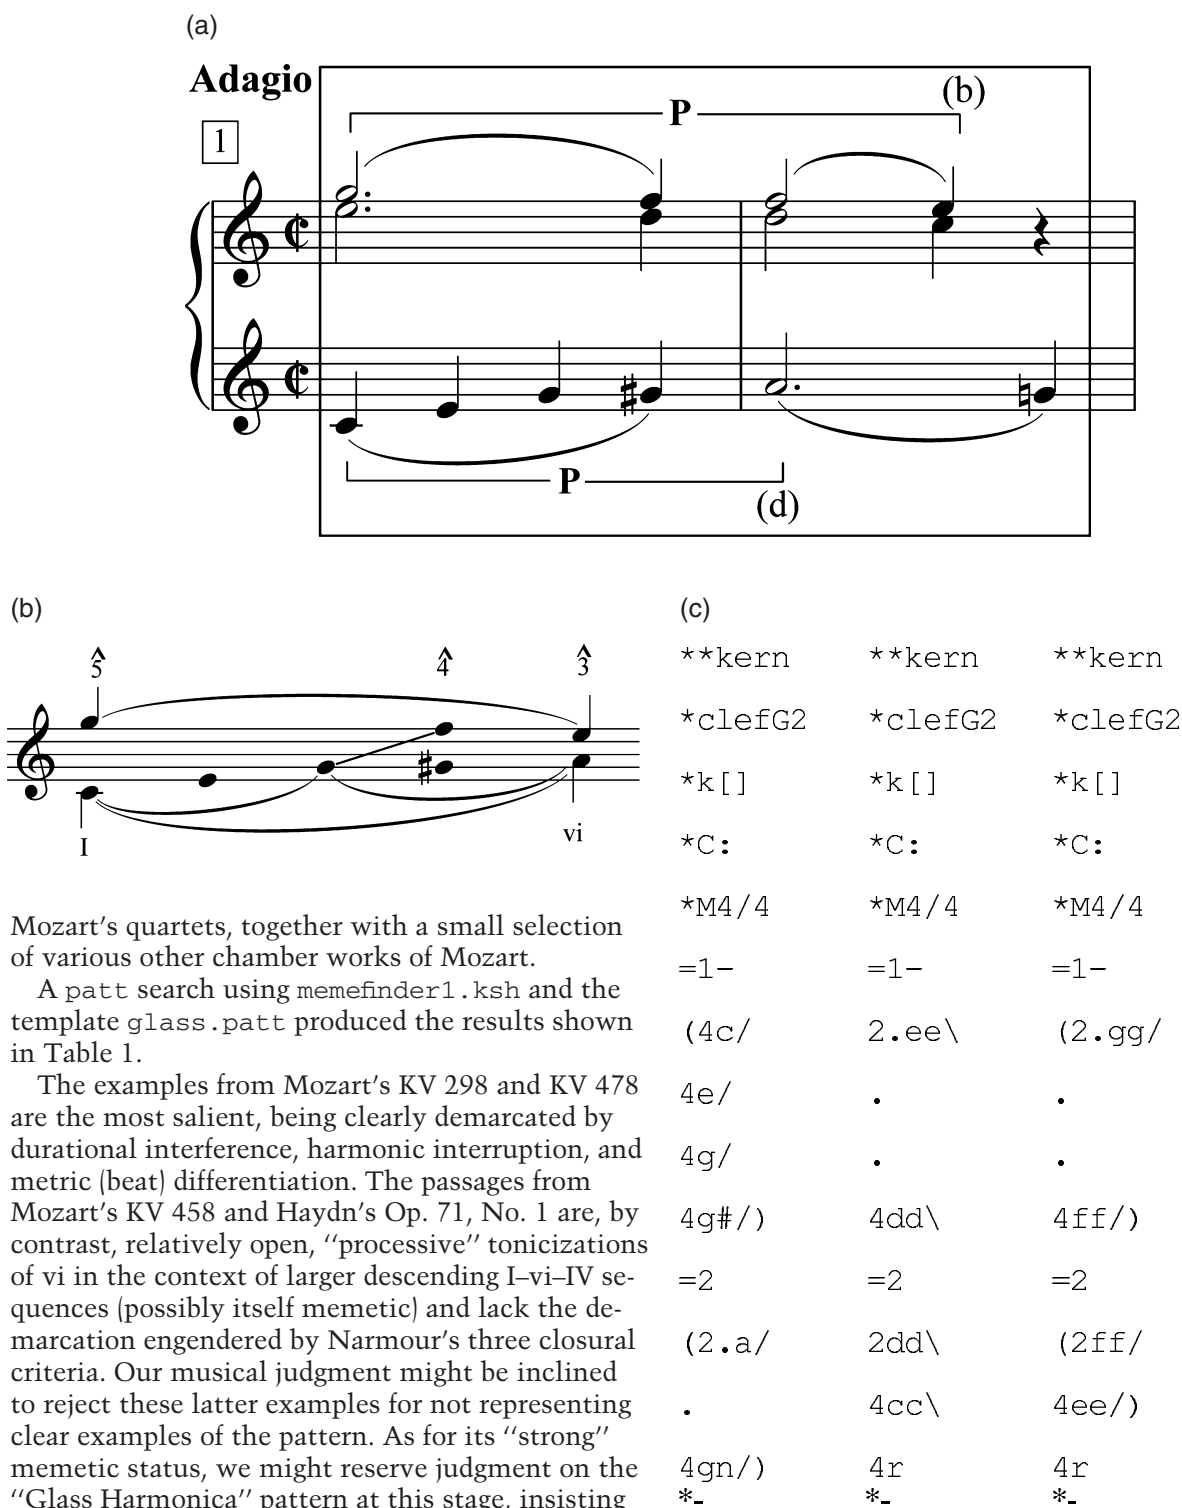 (a)
Adagio
P
(b)
1
P
(d)
(b)
5̂ 4̂ 3̂
I vi
Mozart’s quartets, together with a small selection
of various other chamber works of Mozart.
A patt search using memefinder1.ksh and the
template glass.patt produced the results shown
in Table 1.
The examples from Mozart’s KV 298 and KV 478
are the most salient, being clearly demarcated by
durational interference, harmonic interruption, and
metric (beat) differentiation. The passages from
Mozart’s KV 458 and Haydn’s Op. 71, No. 1 are, by
contrast, relatively open, ‘‘processive’’ tonicizations
of vi in the context of larger descending I–vi–IV se-
quences (possibly itself memetic) and lack the de-
marcation engendered by Narmour’s three closural
criteria. Our musical judgment might be inclined
to reject these latter examples for not representing
clear examples of the pattern. As for its ‘‘strong’’
memetic status, we might reserve judgment on the
‘‘Glass Harmonica’’ pattern at this stage, insisting
(c)
**kern **kern **kern
*clefG2 *clefG2 *clefG2
*k[] *k[] *k[]
*C: *C: *C:
*M4/4 *M4/4 *M4/4
=1- =1- =1-
(4c/ 2.ee\ (2.gg/
4e/ . .
4g/ . .
4g#/) 4dd\ 4ff/)
=2 =2 =2
(2.a/ 2dd\ (2ff/
. 4cc\ 4ee/)
4gn/) 4r 4r
*- *- *-